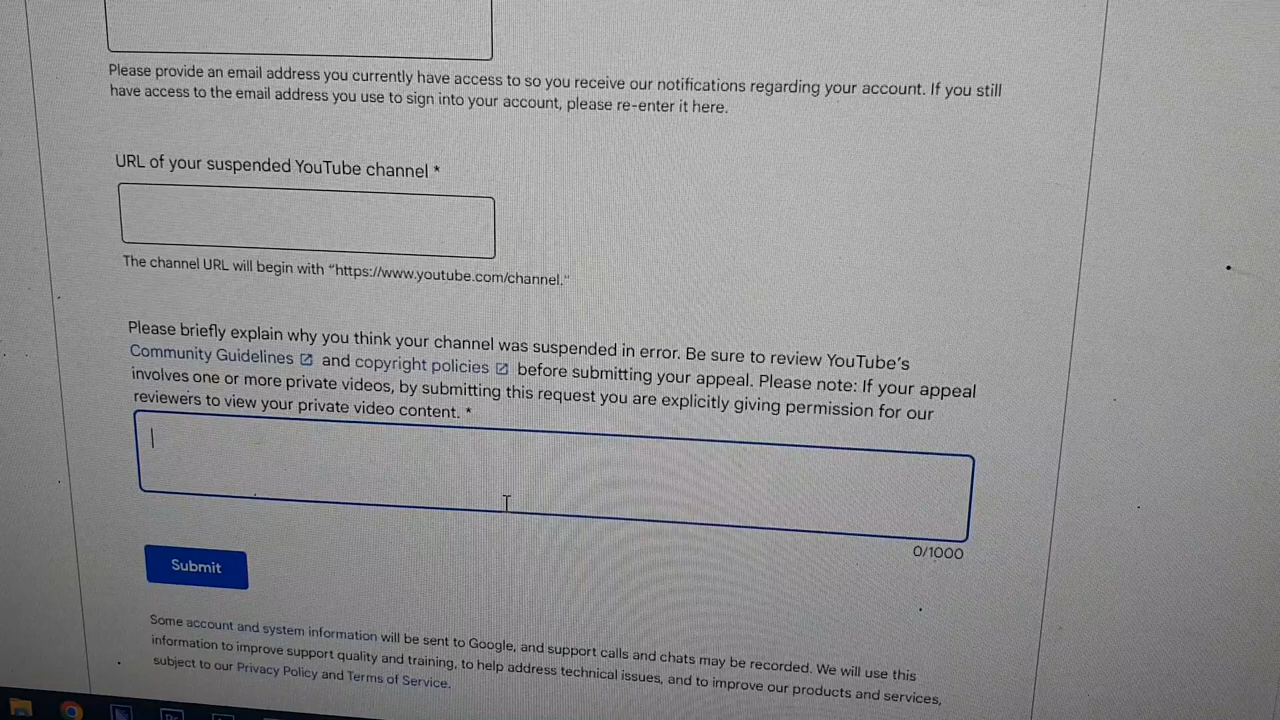 Please provide an email address you currently have access to so you receive our notifications regarding your account. If you still
have access to the email address you use to sign into your account, please re-enter it here.
URL of your suspended YouTube channel *
The channel URL will begin with "https://www.youtube.com/channel."
Please briefly explain why you think your channel was suspended in error. Be sure to review YouTube's
Community Guidelines and copyright policies before submitting your appeal. Please note: If your appeal
involves one or more private videos, by submitting this request you are explicitly giving permission for our
reviewers to view your private video content. *
0/1000
Submit
Some account and system information will be sent to Google, and support calls and chats may be recorded. We will use this
information to improve support quality and training, to help address technical issues, and to improve our products and services,
subject to our Privacy Policy and Terms of Service.